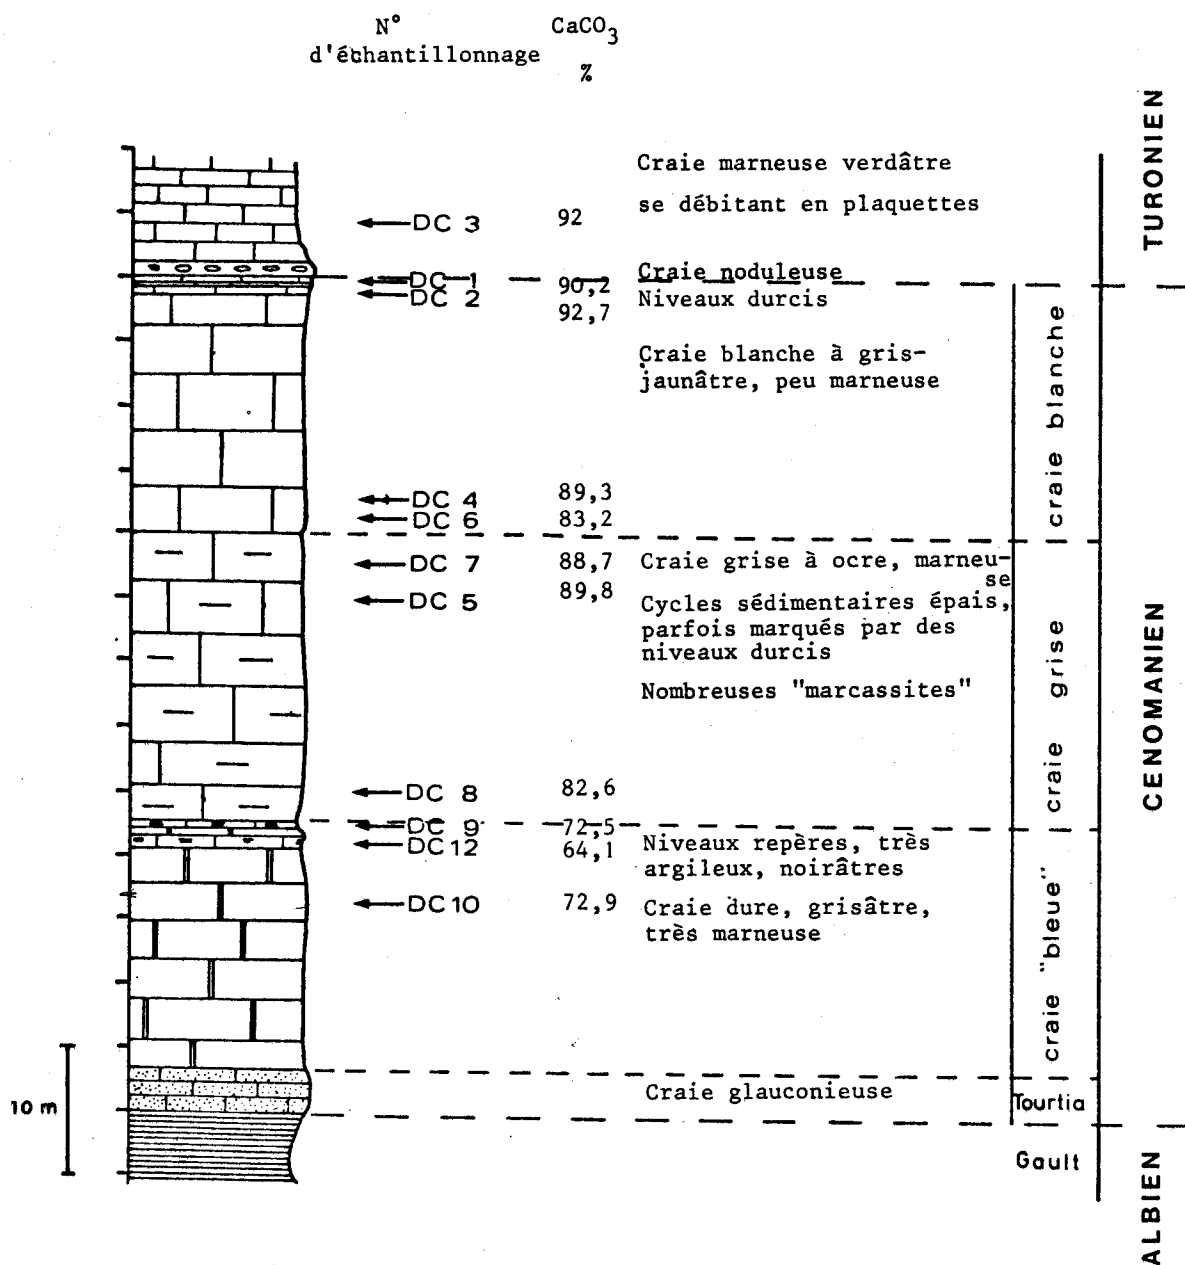 N° CaCO3
d'échantillonnage
%
TURONIEN
Craie marneuse verdâtre
se débitant en plaquettes
DC 3 92
DC 1 90,2 Craie noduleuse
DC 2 92,7 Niveaux durcis
Craie blanche à gris-
jaunâtre, peu marneuse
craie blanche
DC 4 89,3
DC 6 83,2
DC 7 88,7 Craie grise à ocre, marneu-
se
DC 5 89,8 Cycles sédimentaires épais,
parfois marqués par des
niveaux durcis
Nombreuses "marcassites"
craie grise
CENOMANIEN
DC 8 82,6
DC 9 72,5
DC 12 64,1 Niveaux repères, très
argileux, noirâtres
DC 10 72,9 Craie dure, grisâtre,
très marneuse
craie "bleue"
Craie glauconieuse
10 m
Tourtia
Gault
ALBIEN